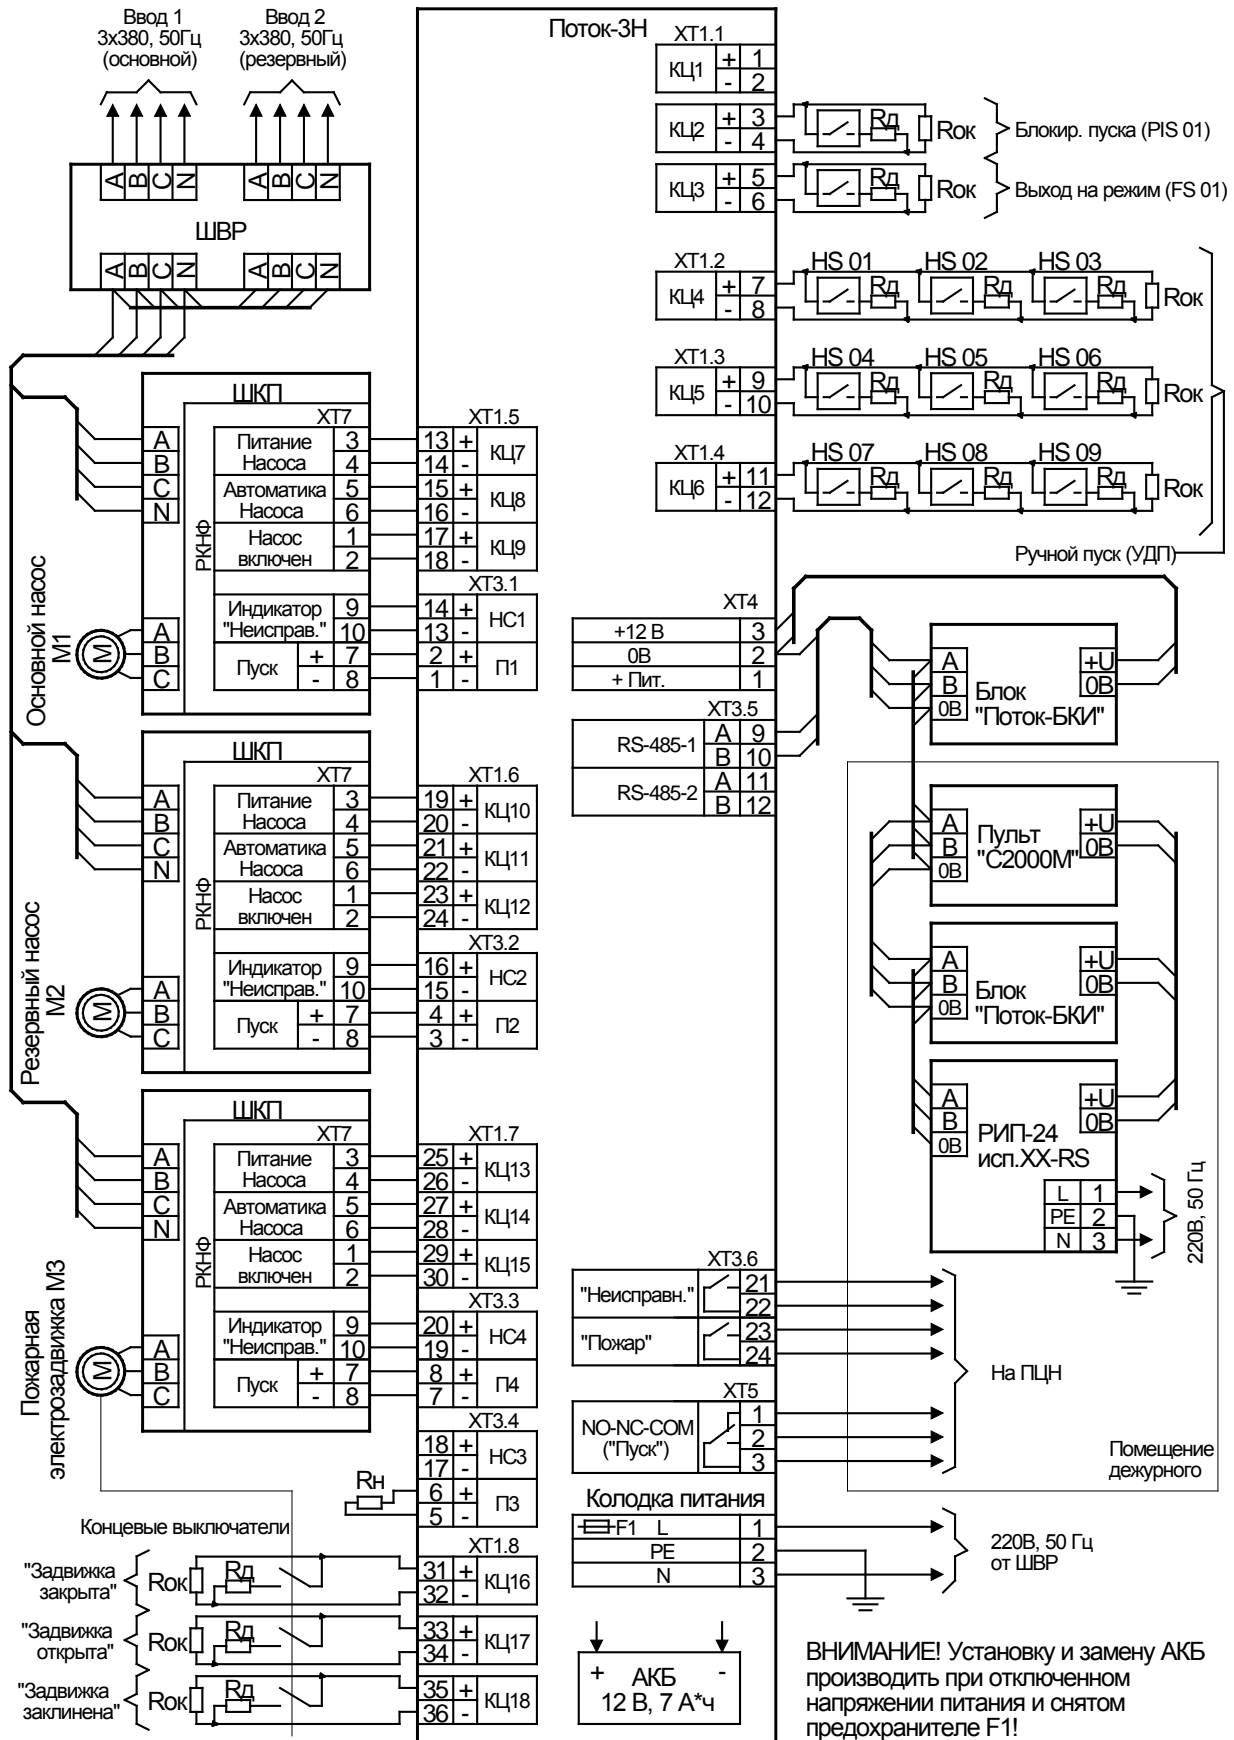 Ввод 1
3х380, 50Гц
(основной)
Ввод 2
3х380, 50Гц
(резервный)
A B C N
A B C N
ШВР
A B C N
A B C N
Поток-3Н
XT1.1
КЦ1 + 1
- 2
КЦ2 + 3
- 4
Rд Rок
Блокир. пуска (PIS 01)
КЦ3 + 5
- 6
Rд Rок
Выход на режим (FS 01)
XT1.2
КЦ4 + 7
- 8
HS 01 HS 02 HS 03
Rд Rд Rд Rок
XT1.3
КЦ5 + 9
- 10
HS 04 HS 05 HS 06
Rд Rд Rд Rок
XT1.4
КЦ6 + 11
- 12
HS 07 HS 08 HS 09
Rд Rд Rд Rок
Ручной пуск (УДП)
Основной насос
М1
A
B
C
N
M
A
B
C
ШКП
РКНФ
XT7
Питание 3
Насоса 4
Автоматика 5
Насоса 6
Насос 1
включен 2
Индикатор 9
"Неисправ." 10
Пуск + 7
- 8
XT1.5
13 + КЦ7
14 -
15 + КЦ8
16 -
17 + КЦ9
18 -
XT3.1
14 + НС1
13 -
2 + П1
1 -
Резервный насос
М2
A
B
C
N
M
A
B
C
ШКП
РКНФ
XT7
Питание 3
Насоса 4
Автоматика 5
Насоса 6
Насос 1
включен 2
Индикатор 9
"Неисправ." 10
Пуск + 7
- 8
XT1.6
19 + КЦ10
20 -
21 + КЦ11
22 -
23 + КЦ12
24 -
XT3.2
16 + НС2
15 -
4 + П2
3 -
Пожарная
электрозадвижка М3
A
B
C
N
M
A
B
C
ШКП
РКНФ
XT7
Питание 3
Насоса 4
Автоматика 5
Насоса 6
Насос 1
включен 2
Индикатор 9
"Неисправ." 10
Пуск + 7
- 8
XT1.7
25 + КЦ13
26 -
27 + КЦ14
28 -
29 + КЦ15
30 -
XT3.3
20 + НС4
19 -
8 + П4
7 -
XT3.4
18 + НС3
17 -
Rн
6 + П3
5 -
Концевые выключатели
XT1.8
"Задвижка
закрыта"
Rок Rд
31 + КЦ16
32 -
"Задвижка
открыта"
Rок Rд
33 + КЦ17
34 -
"Задвижка
заклинена"
Rок Rд
35 + КЦ18
36 -
XT4
+12 В 3
0В 2
+ Пит. 1
XT3.5
RS-485-1 A 9
B 10
RS-485-2 A 11
B 12
A
B
0В
Блок
"Поток-БКИ"
+U
0В
A
B
0В
Пульт
"С2000М"
+U
0В
A
B
0В
Блок
"Поток-БКИ"
+U
0В
A
B
0В
РИП-24
исп.XX-RS
+U
0В
L 1
PE 2
N 3
220В, 50 Гц
XT3.6
"Неисправн." 21
22
"Пожар" 23
24
XT5
NO-NC-COM
("Пуск")
1
2
3
На ПЦН
Помещение
дежурного
Колодка питания
F1 L 1
PE 2
N 3
220В, 50 Гц
от ШВР
+ АКБ -
12 В, 7 А*ч
ВНИМАНИЕ! Установку и замену АКБ
производить при отключенном
напряжении питания и снятом
предохранителе F1!